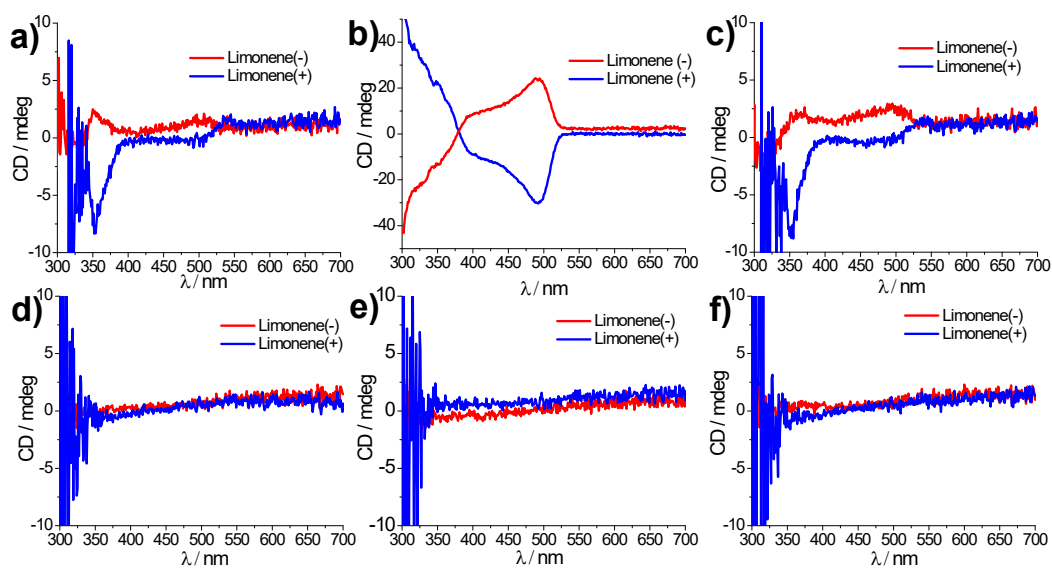 a)
10
5
0
-5
-10
CD / mdeg
Limonene(-)
Limonene(+)
300 350 400 450 500 550 600 650 700
λ / nm
b)
40
20
0
-20
-40
CD / mdeg
Limonene (-)
Limonene (+)
300 350 400 450 500 550 600 650 700
λ / nm
c)
10
5
0
-5
-10
CD / mdeg
Limonene(-)
Limonene(+)
300 350 400 450 500 550 600 650 700
λ / nm
d)
10
5
0
-5
-10
CD / mdeg
Limonene(-)
Limonene(+)
300 350 400 450 500 550 600 650 700
λ / nm
e)
10
5
0
-5
-10
CD / mdeg
Limonene(-)
Limonene(+)
300 350 400 450 500 550 600 650 700
λ / nm
f)
10
5
0
-5
-10
CD / mdeg
Limonene(-)
Limonene(+)
300 350 400 450 500 550 600 650 700
λ / nm